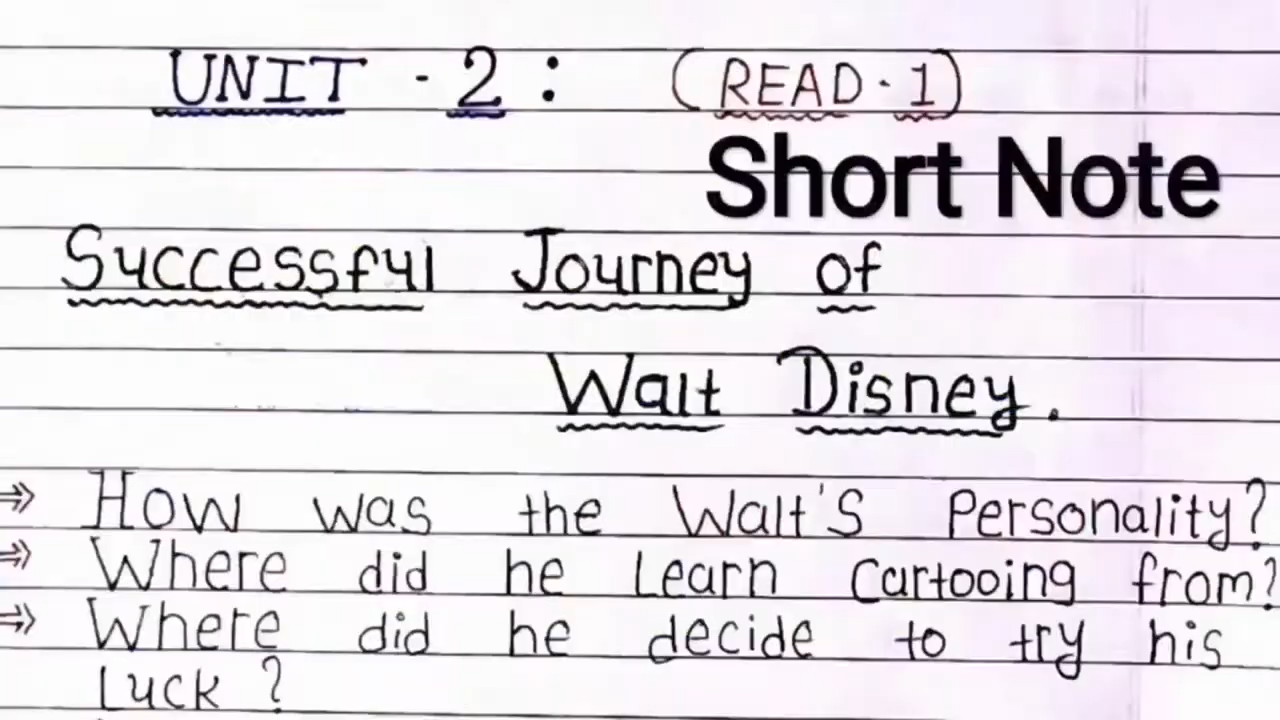 UNIT - 2 : (READ - 1)
Short Note
Successful Journey of
Walt Disney.
⇒ How was the Walt's Personality?
⇒ Where did he Learn Cartooing from?
⇒ Where did he decide to try his
Luck ?